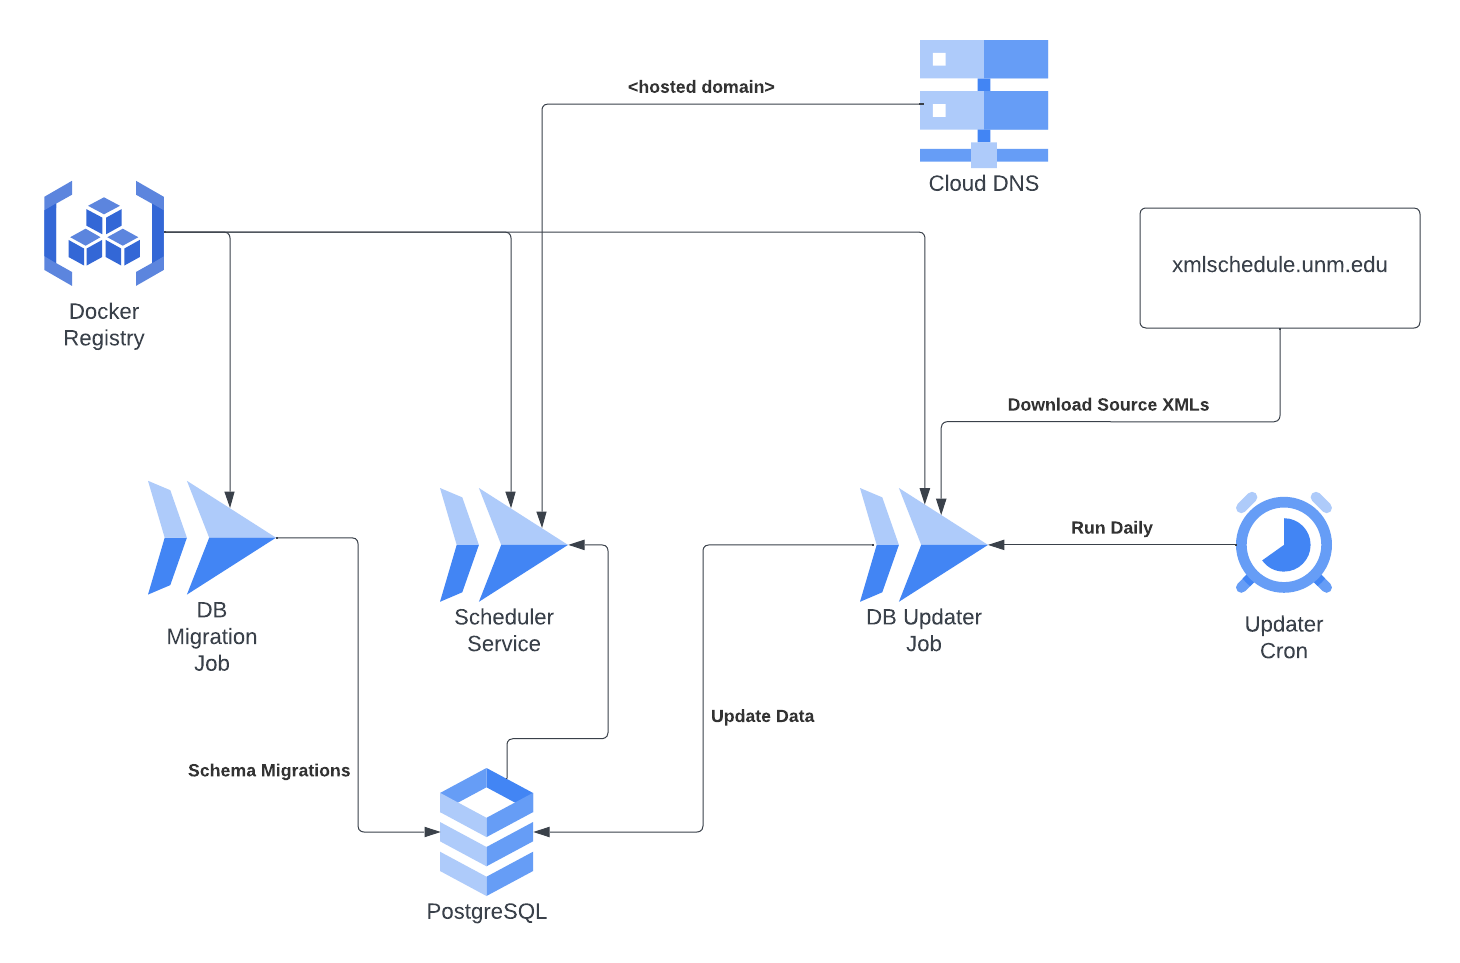 <hosted domain>
Cloud DNS
xmlschedule.unm.edu
Docker
Registry
Download Source XMLs
Run Daily
DB
Migration
Job
Scheduler
Service
DB Updater
Job
Updater
Cron
Update Data
Schema Migrations
PostgreSQL